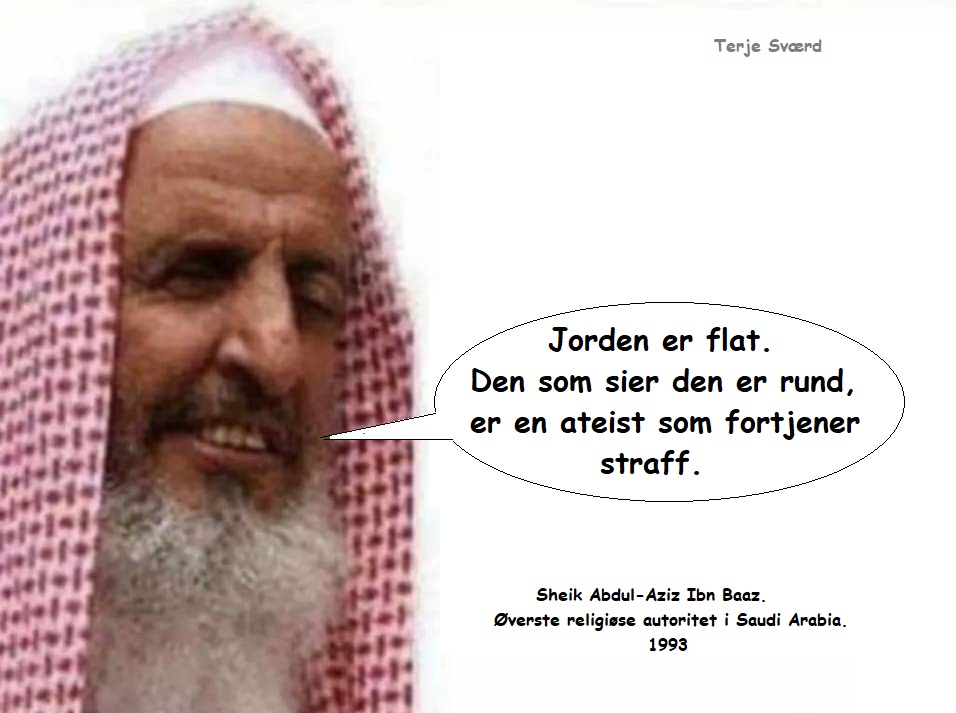 Terje Sværd
Jorden er flat.
Den som sier den er rund,
er en ateist som fortjener
straff.
Sheik Abdul-Aziz Ibn Baaz.
Øverste religiøse autoritet i Saudi Arabia.
1993